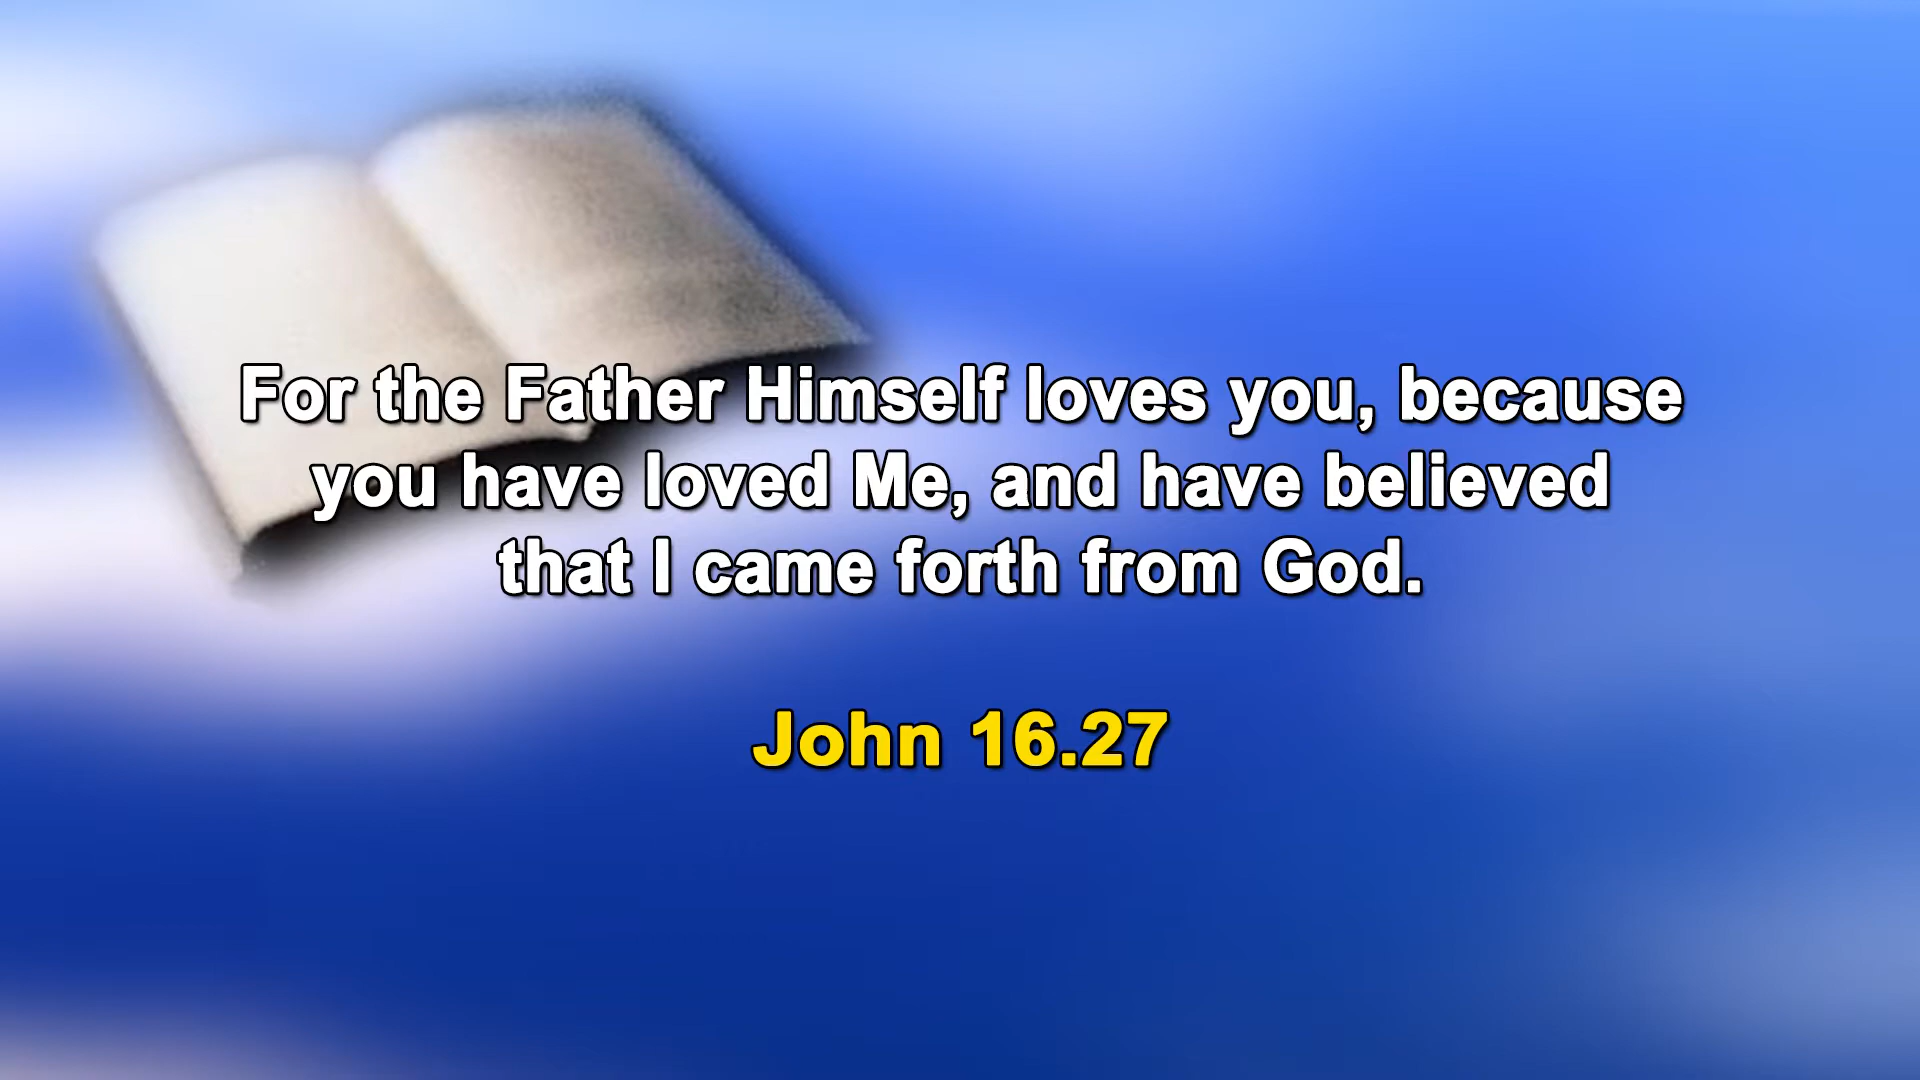 For the Father Himself loves you, because
you have loved Me, and have believed
that I came forth from God.
John 16.27